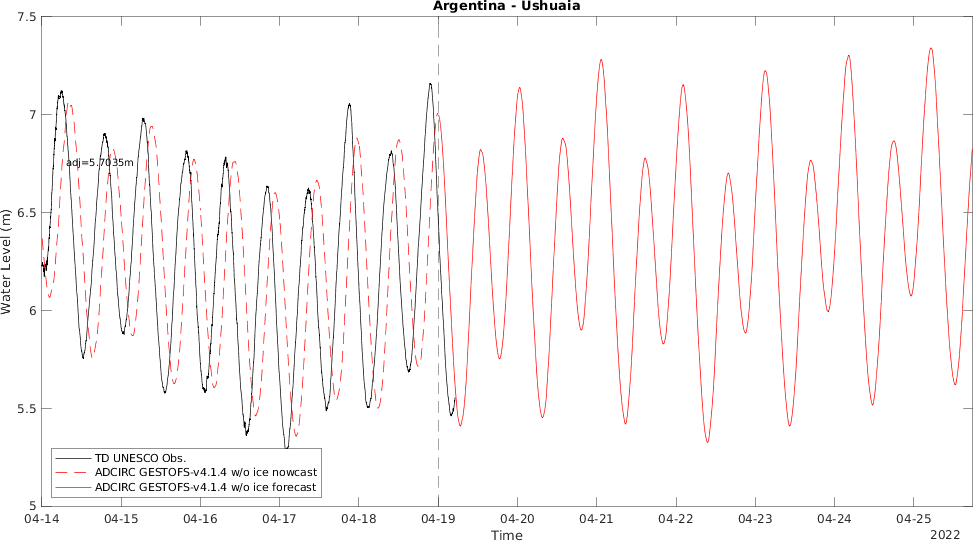 Argentina - Ushuaia
7.5
7
6.5
6
5.5
5
Water Level (m)
adj=5.7035m
TD UNESCO Obs.
ADCIRC GESTOFS-v4.1.4 w/o ice nowcast
ADCIRC GESTOFS-v4.1.4 w/o ice forecast
04-14 04-15 04-16 04-17 04-18 04-19 04-20 04-21 04-22 04-23 04-24 04-25
Time
2022